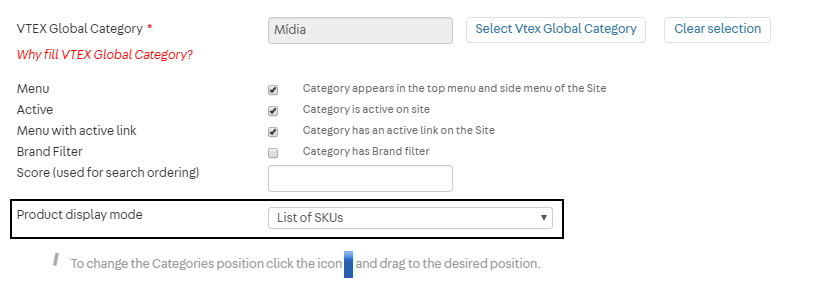 VTEX Global Category * Mídia Select Vtex Global Category Clear selection
Why fill VTEX Global Category?
Menu Category appears in the top menu and side menu of the Site
Active Category is active on site
Menu with active link Category has an active link on the Site
Brand Filter Category has Brand filter
Score (used for search ordering)
Product display mode List of SKUs
To change the Categories position click the icon and drag to the desired position.